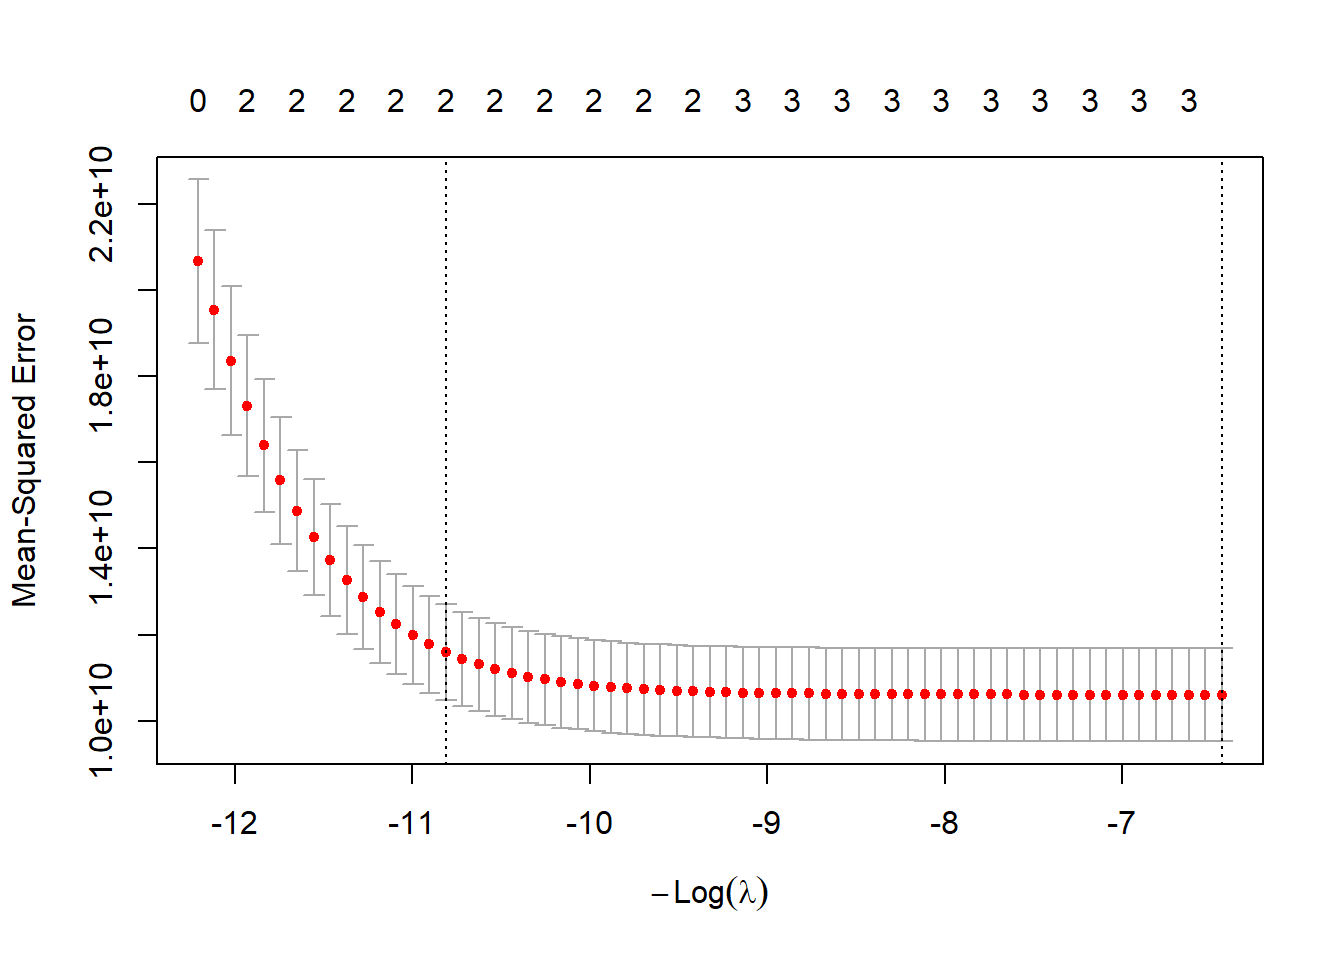 0 2 2 2 2 2 2 2 2 2 2 3 3 3 3 3 3 3 3 3 3
2.2e+10
1.8e+10
1.4e+10
1.0e+10
Mean-Squared Error
-12 -11 -10 -9 -8 -7
−Log(λ)